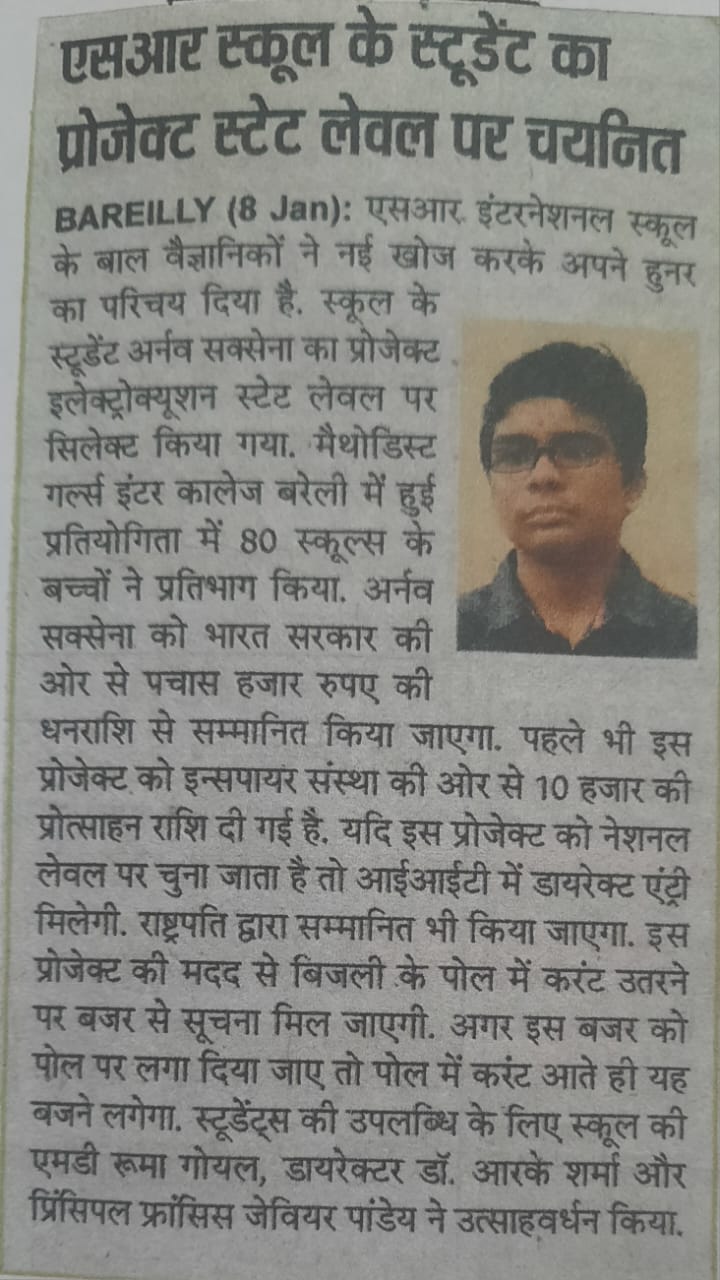 एसआर स्कूल के स्टूडेंट का
प्रोजेक्ट स्टेट लेवल पर चयनित
BAREILLY (8 Jan): एसआर इंटरनेशनल स्कूल
के बाल वैज्ञानिकों ने नई खोज करके अपने हुनर
का परिचय दिया है. स्कूल के
स्टूडेंट अर्नव सक्सेना का प्रोजेक्ट
इलेक्ट्रोक्यूशन स्टेट लेवल पर
सिलेक्ट किया गया. मैथोडिस्ट
गर्ल्स इंटर कालेज बरेली में हुई
प्रतियोगिता में 80 स्कूल्स के
बच्चों ने प्रतिभाग किया. अर्नव
सक्सेना को भारत सरकार की
ओर से पचास हजार रुपए की
धनराशि से सम्मानित किया जाएगा. पहले भी इस
प्रोजेक्ट को इन्सपायर संस्था की ओर से 10 हजार की
प्रोत्साहन राशि दी गई है. यदि इस प्रोजेक्ट को नेशनल
लेवल पर चुना जाता है तो आईआईटी में डायरेक्ट एंट्री
मिलेगी. राष्ट्रपति द्वारा सम्मानित भी किया जाएगा. इस
प्रोजेक्ट की मदद से बिजली के पोल में करंट उतरने
पर बजर से सूचना मिल जाएगी. अगर इस बजर को
पोल पर लगा दिया जाए तो पोल में करंट आते ही यह
बजने लगेगा. स्टूडेंट्स की उपलब्धि के लिए स्कूल की
एमडी रूमा गोयल, डायरेक्टर डॉ. आरके शर्मा और
प्रिंसिपल फ्रांसिस जेवियर पांडेय ने उत्साहवर्धन किया.